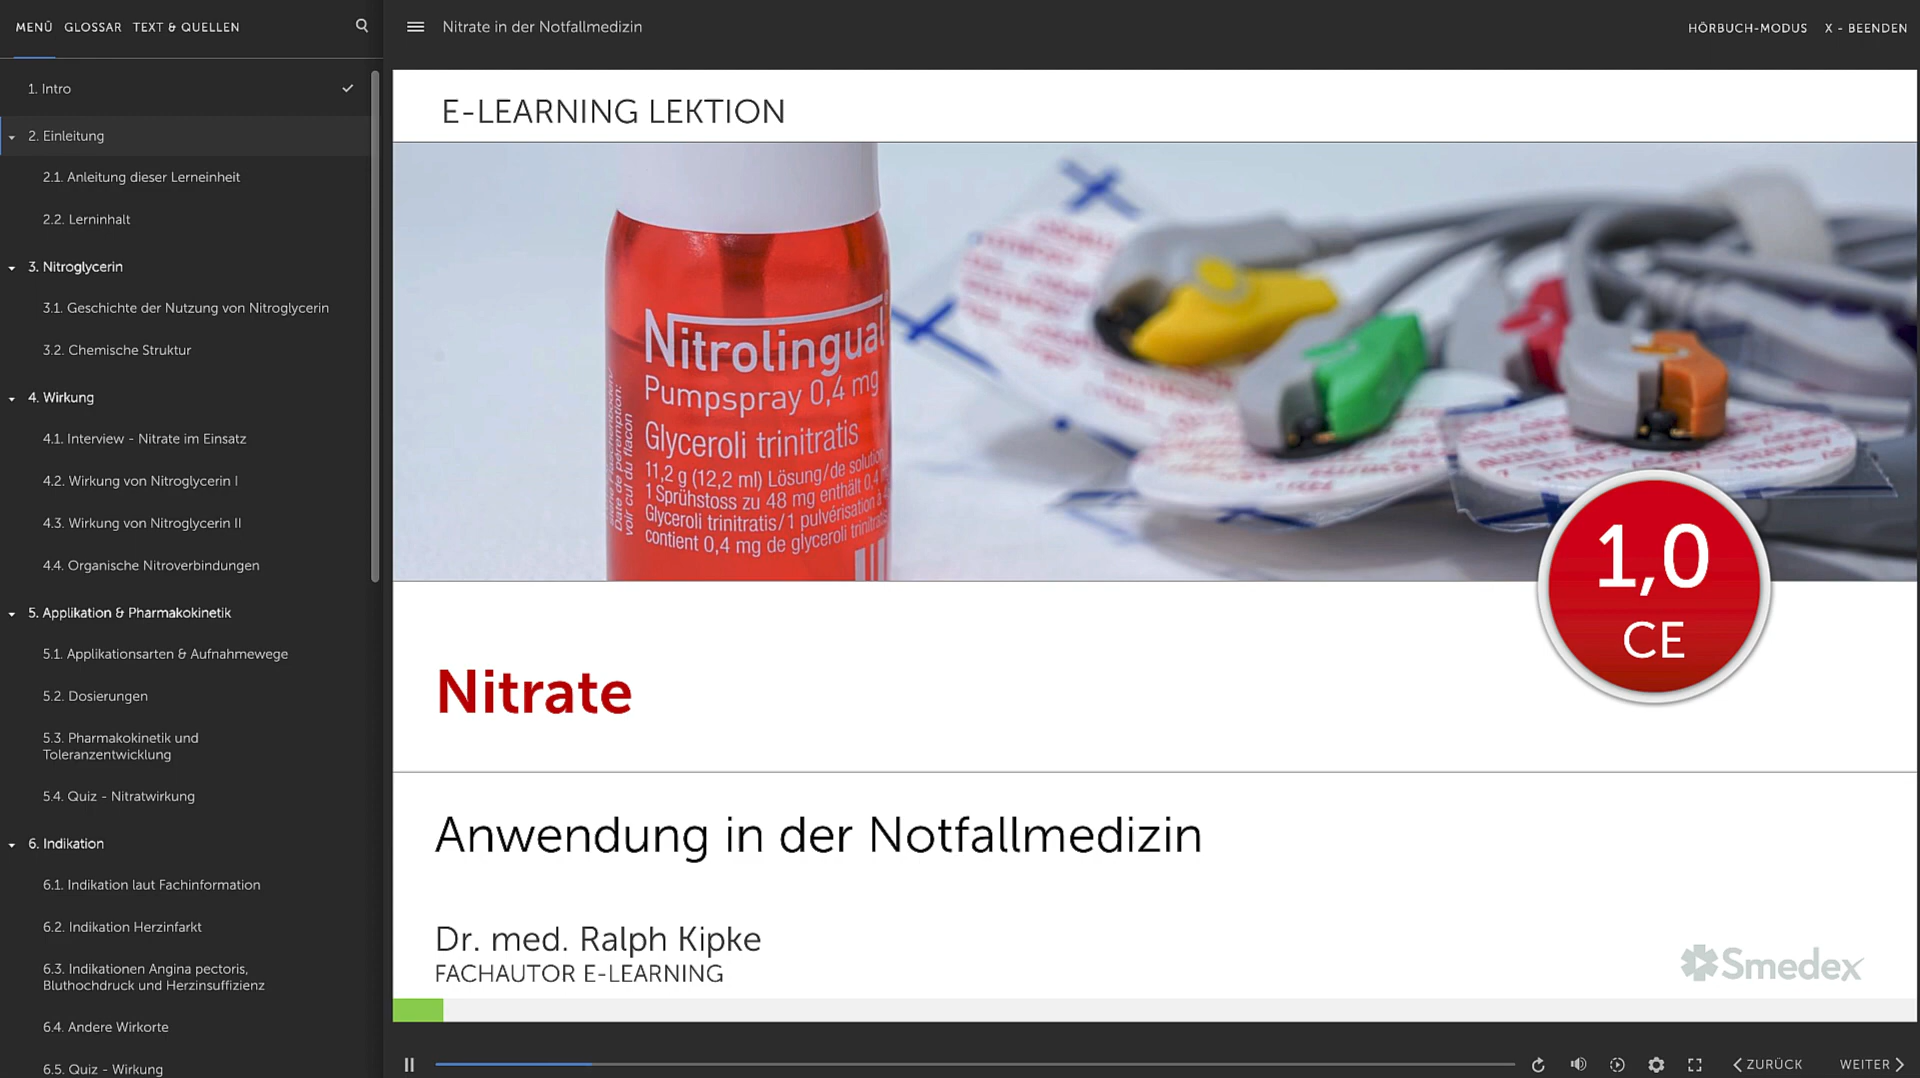 MENÜ GLOSSAR TEXT & QUELLEN
Nitrate in der Notfallmedizin
HÖRBUCH-MODUS X - BEENDEN
1. Intro
2. Einleitung
2.1. Anleitung dieser Lerneinheit
2.2. Lerninhalt
3. Nitroglycerin
3.1. Geschichte der Nutzung von Nitroglycerin
3.2. Chemische Struktur
4. Wirkung
4.1. Interview - Nitrate im Einsatz
4.2. Wirkung von Nitroglycerin I
4.3. Wirkung von Nitroglycerin II
4.4. Organische Nitroverbindungen
5. Applikation & Pharmakokinetik
5.1. Applikationsarten & Aufnahmewege
5.2. Dosierungen
5.3. Pharmakokinetik und
Toleranzentwicklung
5.4. Quiz - Nitratwirkung
6. Indikation
6.1. Indikation laut Fachinformation
6.2. Indikation Herzinfarkt
6.3. Indikationen Angina pectoris,
Bluthochdruck und Herzinsuffizienz
6.4. Andere Wirkorte
6.5. Quiz - Wirkung
E-LEARNING LEKTION
Nitrolingual
Pumpspray 0,4 mg
Glyceroli trinitratis
11,2 g (12,2 ml) Lösung/de solution
1 Sprühstoss zu 48 mg enthält 0,4
Glyceroli trinitratis/1 pulvérisation à
contient 0,4 mg de glyceroli
Date de péremption:
voir cul du flacon
1,0
CE
Nitrate
Anwendung in der Notfallmedizin
Dr. med. Ralph Kipke
FACHAUTOR E-LEARNING
Smedex
ZURÜCK WEITER